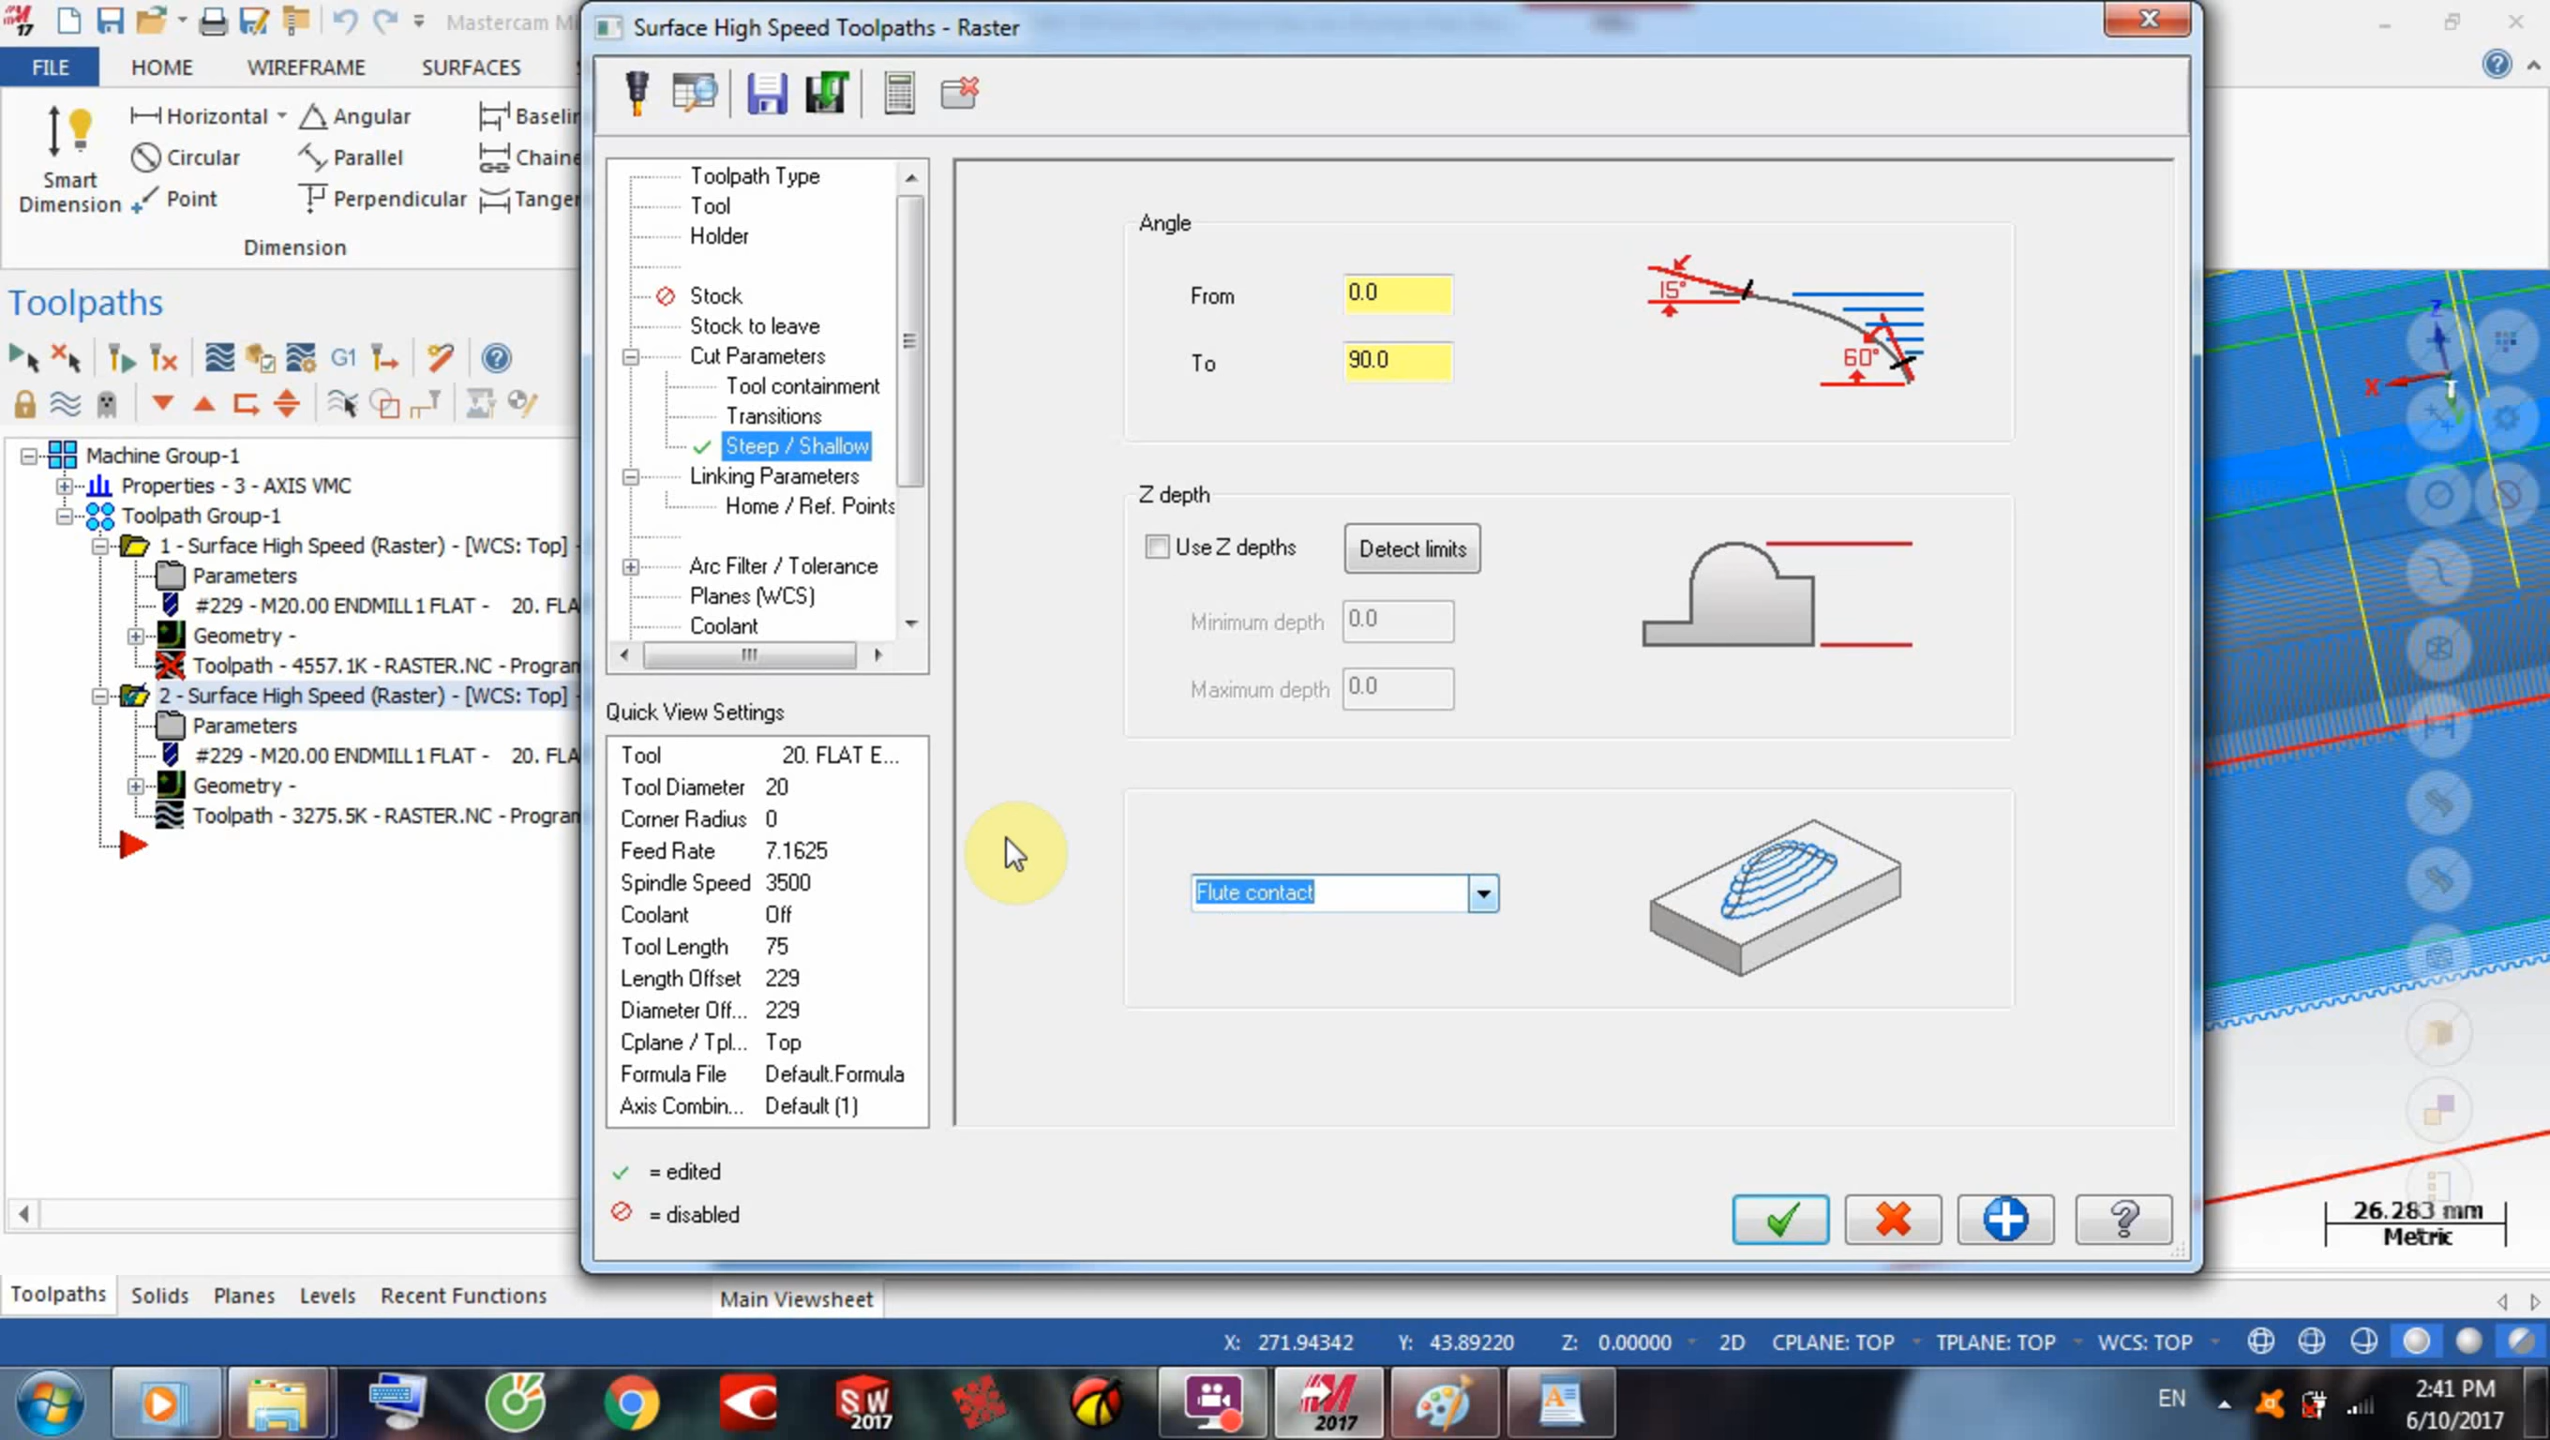 17
Mastercam Mi
Surface High Speed Toolpaths - Raster
FILE
HOME
WIREFRAME
SURFACES
Smart
Dimension
Horizontal
Angular
Baselin
Circular
Parallel
Chaine
Point
Perpendicular
Tanger
Dimension
Toolpaths
G1
Machine Group-1
Properties - 3 - AXIS VMC
Toolpath Group-1
1 - Surface High Speed (Raster) - [WCS: Top] -
Parameters
#229 - M20.00 ENDMILL1 FLAT - 20. FLA
Geometry -
Toolpath - 4557.1K - RASTER.NC - Program
2 - Surface High Speed (Raster) - [WCS: Top] -
Parameters
#229 - M20.00 ENDMILL1 FLAT - 20. FLA
Geometry -
Toolpath - 3275.5K - RASTER.NC - Program
Toolpath Type
Tool
Holder
Stock
Stock to leave
Cut Parameters
Tool containment
Transitions
Steep / Shallow
Linking Parameters
Home / Ref. Points
Arc Filter / Tolerance
Planes (WCS)
Coolant
Quick View Settings
Tool 20. FLAT E...
Tool Diameter 20
Corner Radius 0
Feed Rate 7.1625
Spindle Speed 3500
Coolant Off
Tool Length 75
Length Offset 229
Diameter Off... 229
Cplane / Tpl... Top
Formula File Default.Formula
Axis Combin... Default (1)
= edited
= disabled
Angle
From 0.0
To 90.0
15°
60°
Z depth
Use Z depths
Detect limits
Minimum depth 0.0
Maximum depth 0.0
Flute contact
Z
X
26.283 mm
Metric
Toolpaths
Solids
Planes
Levels
Recent Functions
Main Viewsheet
X: 271.94342
Y: 43.89220
Z: 0.00000
2D
CPLANE: TOP
TPLANE: TOP
WCS: TOP
SW
2017
2017
EN
2:41 PM
6/10/2017